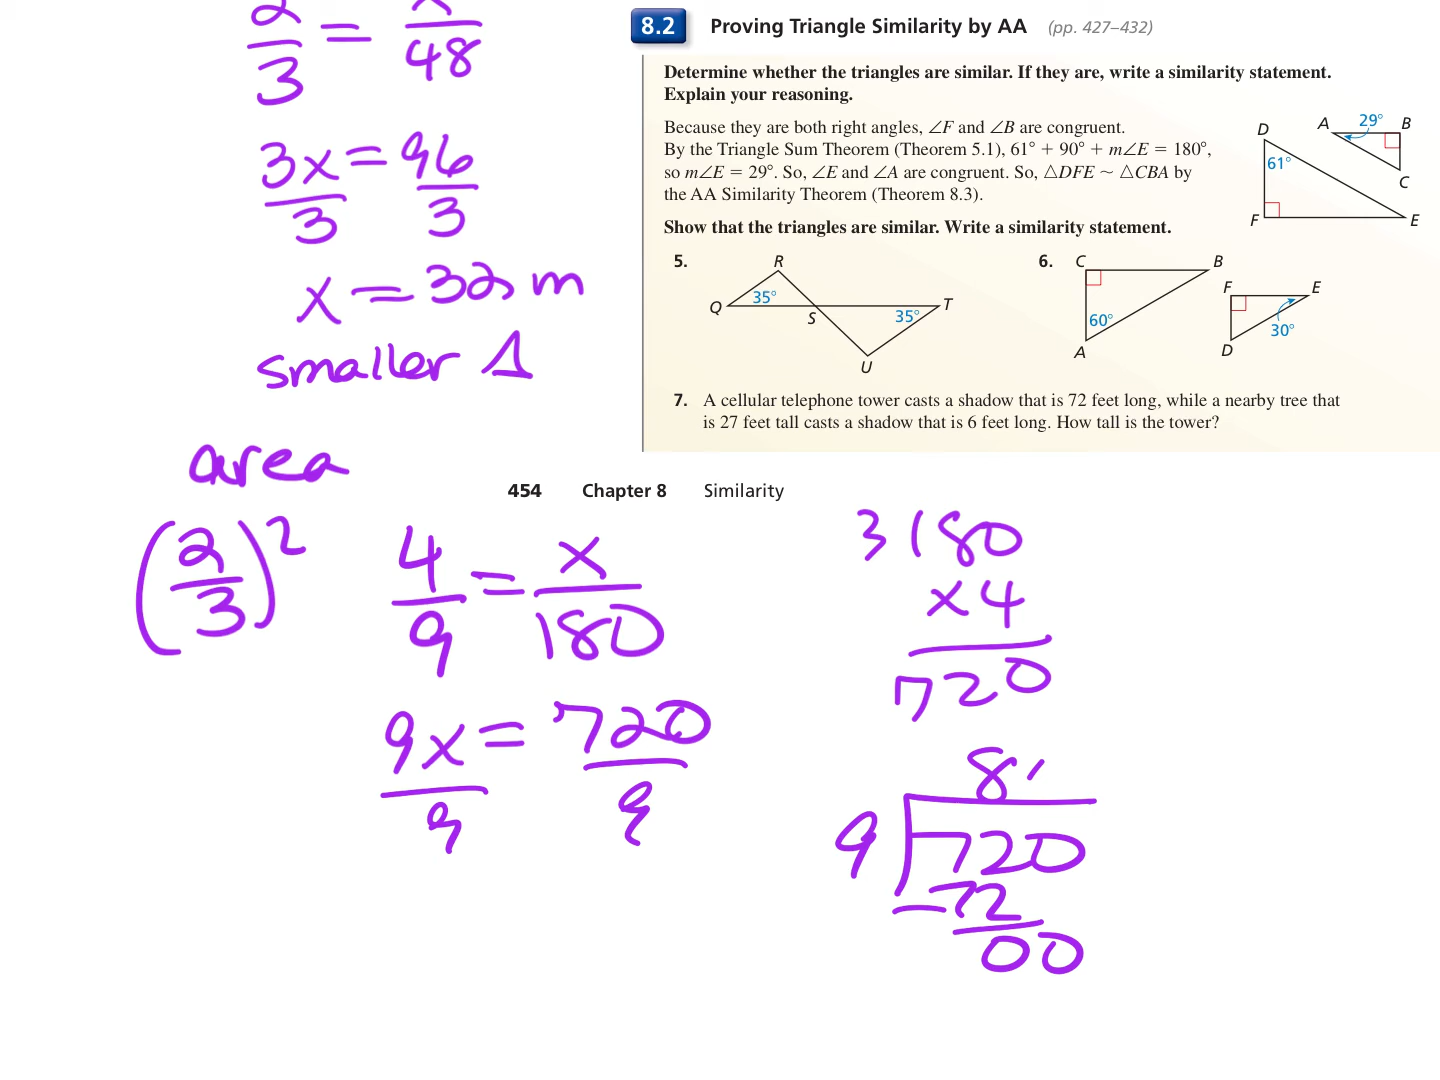 2/3 = x/48
3x/3 = 96/3
x = 32 m
smaller Δ
area
(2/3)²
4/9 = x/180
9x/9 = 720/9
8.2 Proving Triangle Similarity by AA (pp. 427–432)
Determine whether the triangles are similar. If they are, write a similarity statement.
Explain your reasoning.
Because they are both right angles, ∠F and ∠B are congruent.
By the Triangle Sum Theorem (Theorem 5.1), 61° + 90° + m∠E = 180°,
so m∠E = 29°. So, ∠E and ∠A are congruent. So, △DFE ~ △CBA by
the AA Similarity Theorem (Theorem 8.3).
D
61°
F
E
A
29°
B
C
Show that the triangles are similar. Write a similarity statement.
5.
R
Q
35°
S
35°
T
U
6.
C
B
60°
A
F
E
30°
D
7. A cellular telephone tower casts a shadow that is 72 feet long, while a nearby tree that
is 27 feet tall casts a shadow that is 6 feet long. How tall is the tower?
454 Chapter 8 Similarity
3180
x4
720
8
9 720
-72
00